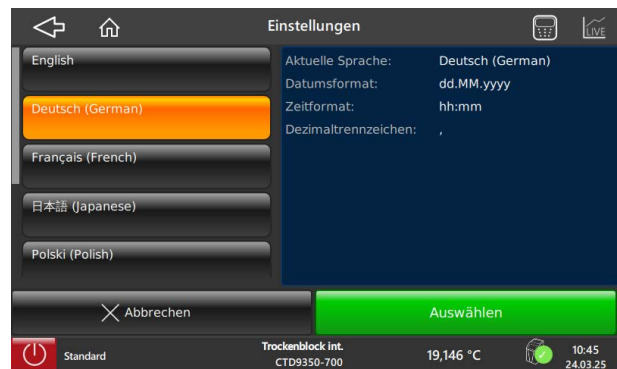 Einstellungen
LIVE
English
Deutsch (German)
Français (French)
日本語 (Japanese)
Polski (Polish)
Aktuelle Sprache: Deutsch (German)
Datumsformat: dd.MM.yyyy
Zeitformat: hh:mm
Dezimaltrennzeichen: ,
Abbrechen
Auswählen
Standard
Trockenblock int.
CTD9350-700
19,146 °C
10:45
24.03.25